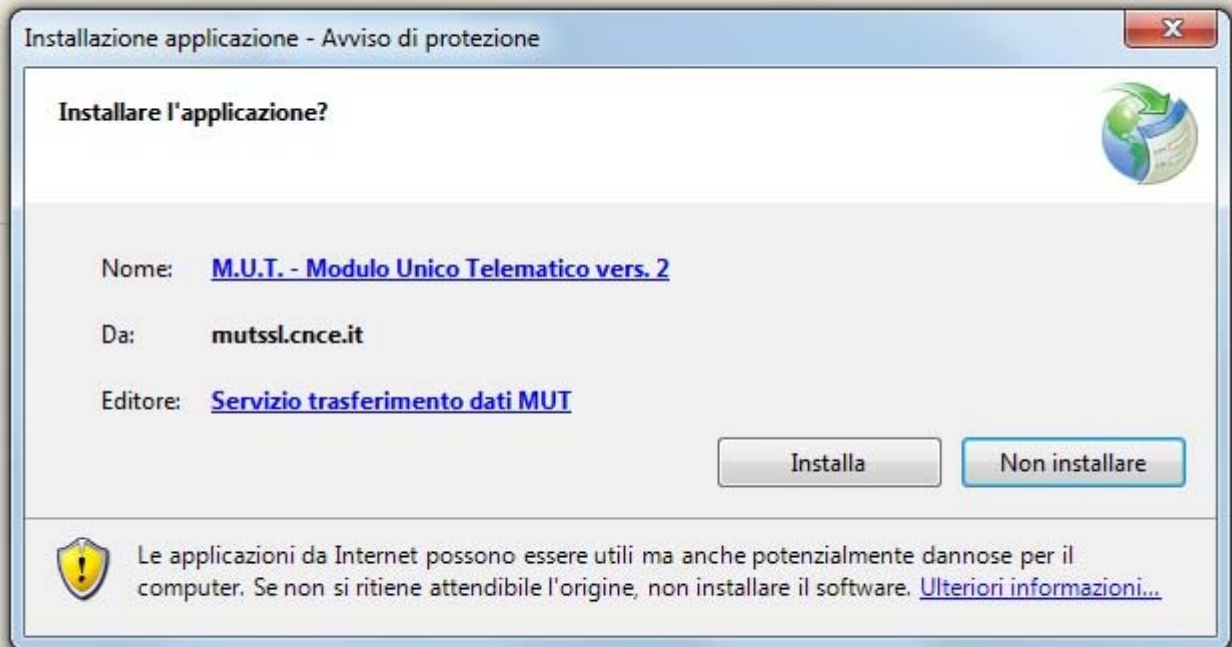 Installazione applicazione - Avviso di protezione
Installare l'applicazione?
Nome: M.U.T. - Modulo Unico Telematico vers. 2
Da: mutssl.cnce.it
Editore: Servizio trasferimento dati MUT
Installa Non installare
Le applicazioni da Internet possono essere utili ma anche potenzialmente dannose per il
computer. Se non si ritiene attendibile l'origine, non installare il software. Ulteriori informazioni...